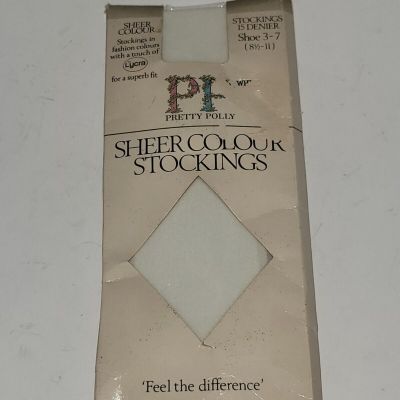 SHEER
COLOUR
Stockings in
fashion colours
with a touch of
Lycra
for a superb fit
STOCKINGS
15 DENIER
Shoe 3-7
(8½-11)
PP
PRETTY POLLY
SHEER COLOUR
STOCKINGS
'Feel the difference'